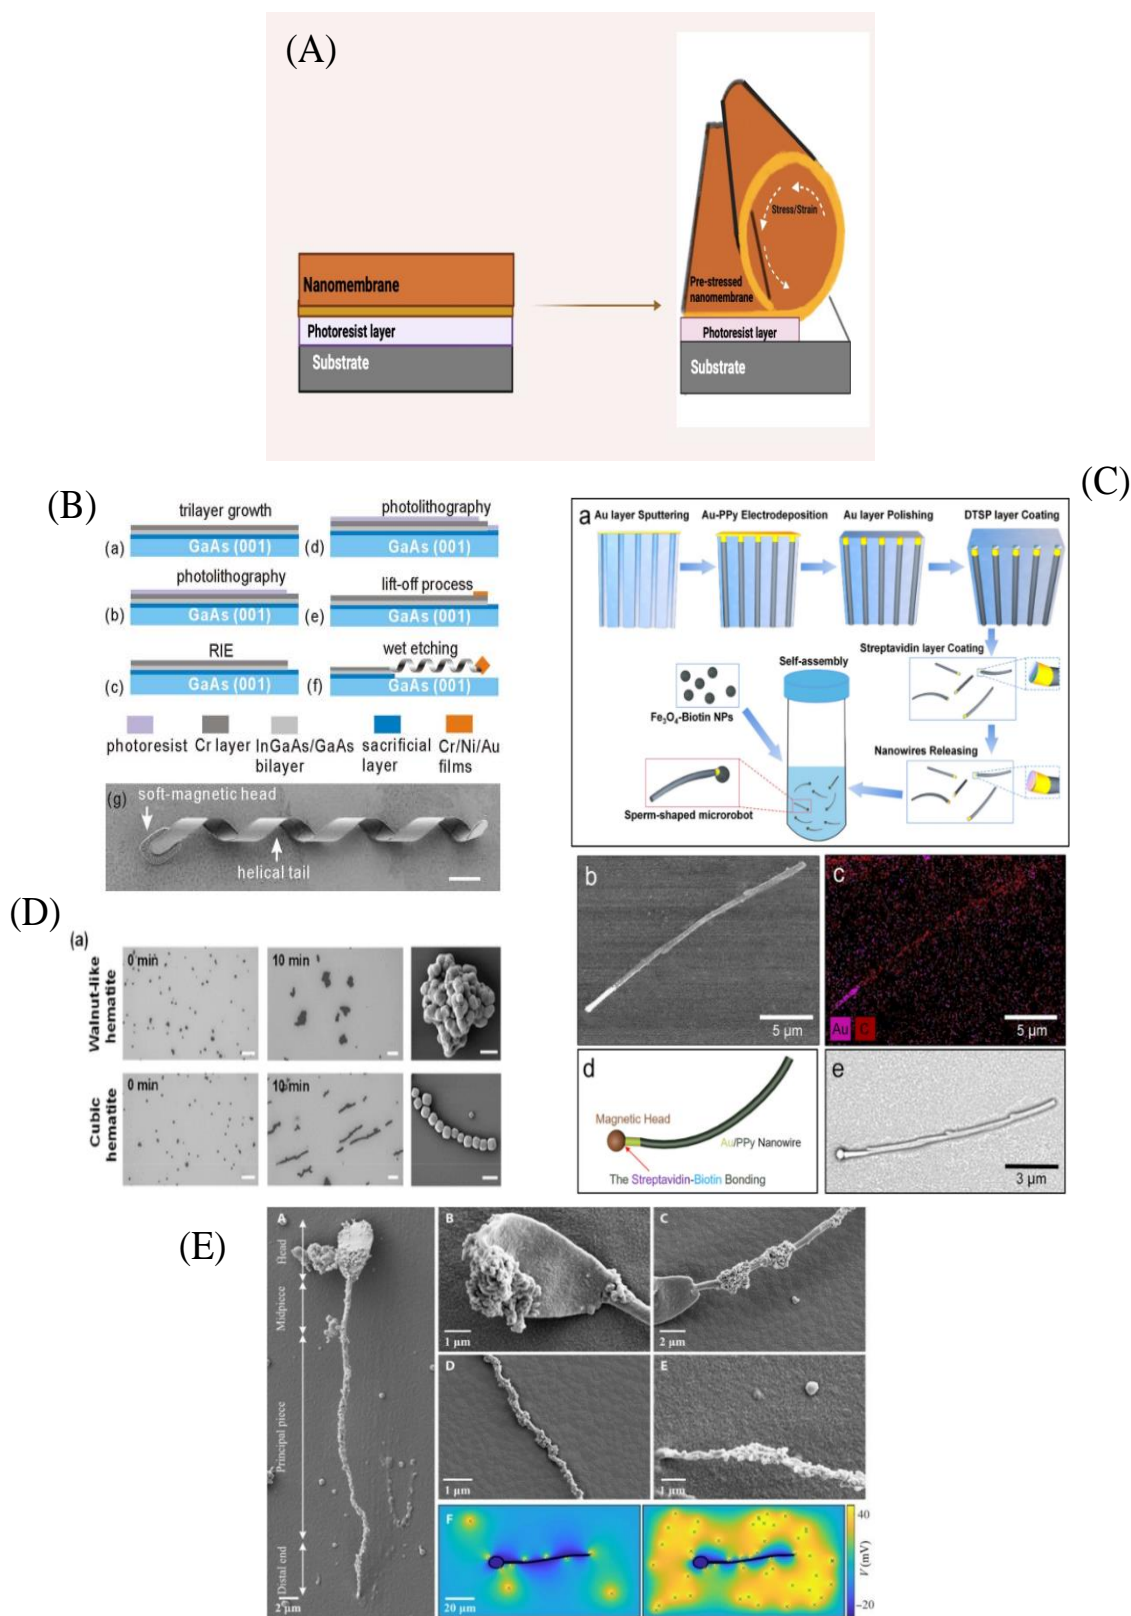 (A)
Nanomembrane
Photoresist layer
Substrate
Stress/Strain
Pre-stressed
nanomembrane
Photoresist layer
Substrate
(B)
trilayer growth
(a)
GaAs (001)
photolithography
(b)
GaAs (001)
RIE
(c)
GaAs (001)
photolithography
(d)
GaAs (001)
lift-off process
(e)
GaAs (001)
wet etching
(f)
GaAs (001)
photoresist
Cr layer
InGaAs/GaAs
bilayer
sacrificial
layer
Cr/Ni/Au
films
(g)
soft-magnetic head
helical tail
(C)
a
Au layer Sputtering
Au-PPy Electrodeposition
Au layer Polishing
DTSP layer Coating
Streptavidin layer Coating
Self-assembly
Fe₃O₄-Biotin NPs
Nanowires Releasing
Sperm-shaped microrobot
b
5 µm
c
Au
C
5 µm
d
Magnetic Head
Au/PPy Nanowire
The Streptavidin-Biotin Bonding
e
3 µm
(D)
(a)
Walnut-like
hematite
0 min
10 min
Cubic
hematite
0 min
10 min
(E)
A
Head
Midpiece
Principal piece
Distal end
2 µm
B
1 µm
C
2 µm
D
1 µm
E
1 µm
F
20 µm
40
V(mV)
−20